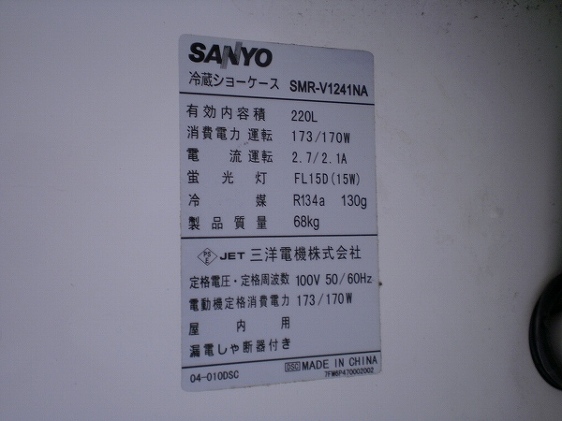 SANYO
冷蔵ショーケース SMR-V1241NA
有効内容積 220L
消費電力 運転 173/170W
電流運転 2.7/2.1A
蛍光灯 FL15D(15W)
冷媒 R134a 130g
製品質量 68kg
PSE JET 三洋電機株式会社
定格電圧・定格周波数 100V 50/60Hz
電動機定格消費電力 173/170W
屋内用
漏電しゃ断器付き
04-010DSC DSC MADE IN CHINA